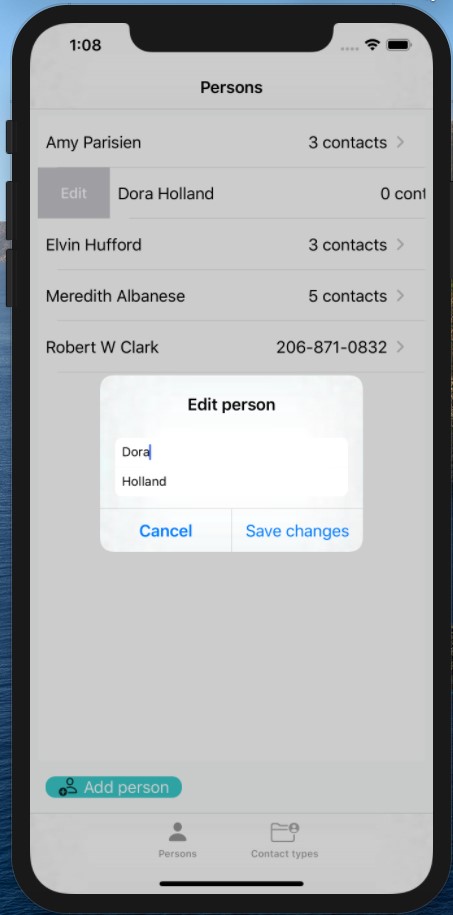 1:08
Persons
Amy Parisien 3 contacts
Edit Dora Holland 0 cont
Elvin Hufford 3 contacts
Meredith Albanese 5 contacts
Robert W Clark 206-871-0832
Edit person
Dora
Holland
Cancel Save changes
Add person
Persons Contact types